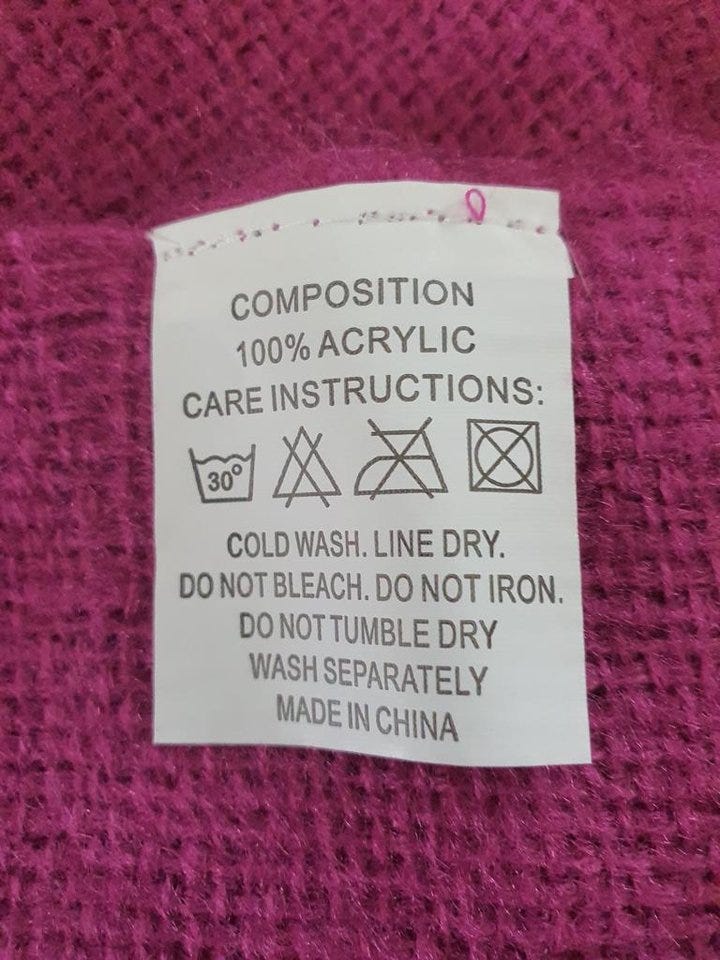 COMPOSITION
100% ACRYLIC
CARE INSTRUCTIONS:
30°
COLD WASH. LINE DRY.
DO NOT BLEACH. DO NOT IRON.
DO NOT TUMBLE DRY
WASH SEPARATELY
MADE IN CHINA